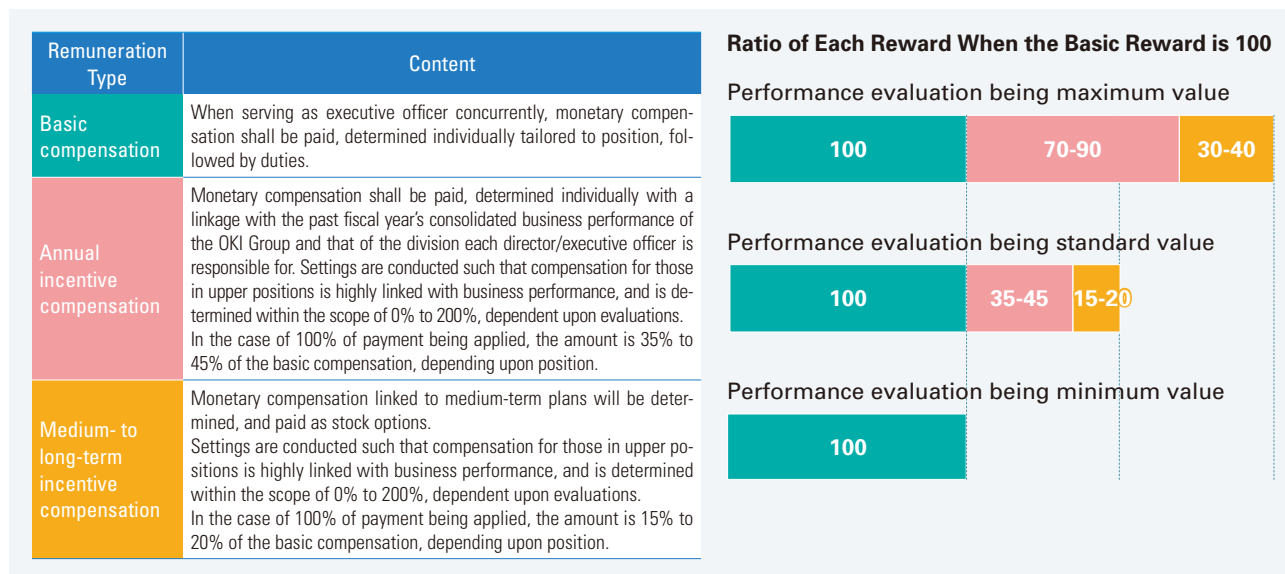 Remuneration
Type
Content
Basic
compensation
When serving as executive officer concurrently, monetary compen-
sation shall be paid, determined individually tailored to position, fol-
lowed by duties.
Annual
incentive
compensation
Monetary compensation shall be paid, determined individually with a
linkage with the past fiscal year's consolidated business performance of
the OKI Group and that of the division each director/executive officer is
responsible for. Settings are conducted such that compensation for those
in upper positions is highly linked with business performance, and is de-
termined within the scope of 0% to 200%, dependent upon evaluations.
In the case of 100% of payment being applied, the amount is 35% to
45% of the basic compensation, depending upon position.
Medium- to
long-term
incentive
compensation
Monetary compensation linked to medium-term plans will be deter-
mined, and paid as stock options.
Settings are conducted such that compensation for those in upper po-
sitions is highly linked with business performance, and is determined
within the scope of 0% to 200%, dependent upon evaluations.
In the case of 100% of payment being applied, the amount is 15% to
20% of the basic compensation, depending upon position.
Ratio of Each Reward When the Basic Reward is 100
Performance evaluation being maximum value
100 70-90 30-40
Performance evaluation being standard value
100 35-45 15-20
Performance evaluation being minimum value
100